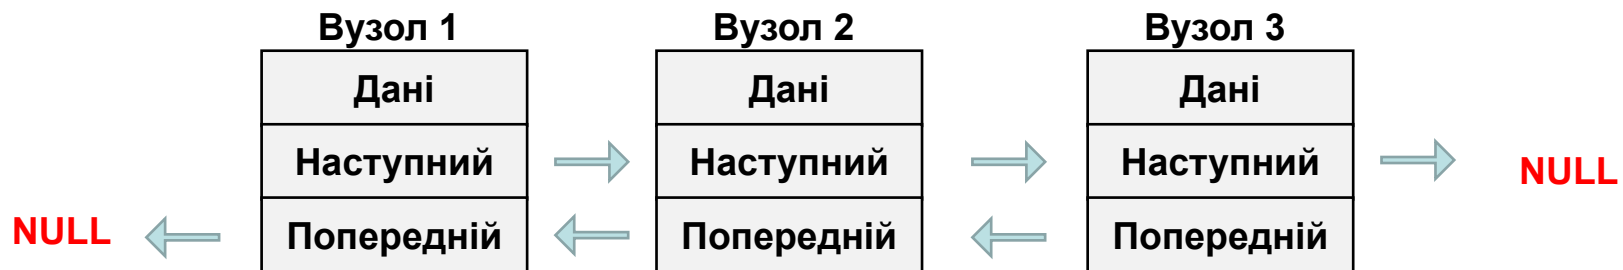 Вузол 1 Вузол 2 Вузол 3
Дані Дані Дані
Наступний Наступний Наступний NULL
NULL Попередній Попередній Попередній